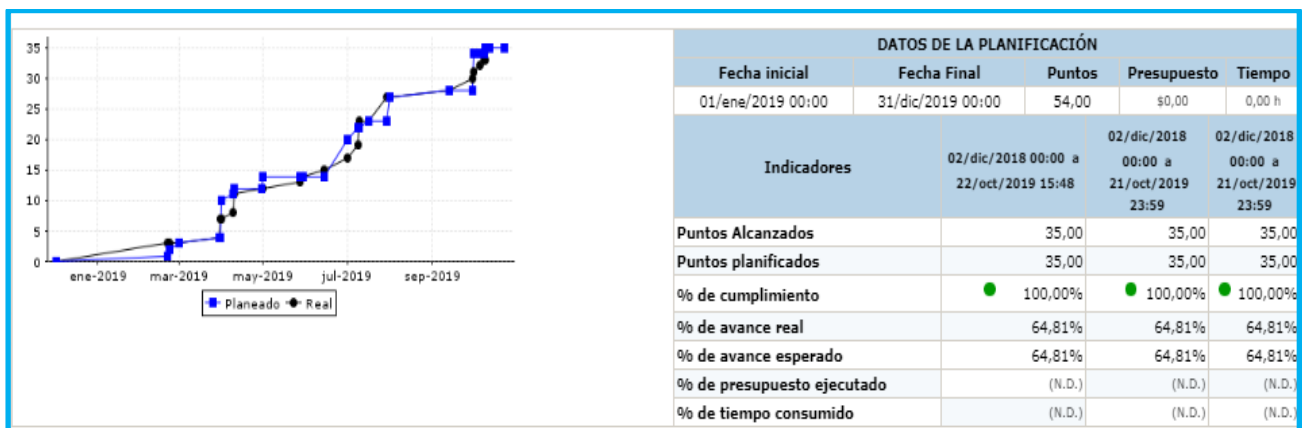 35
30
25
20
15
10
5
0
ene-2019 mar-2019 may-2019 jul-2019 sep-2019
Planeado Real
DATOS DE LA PLANIFICACIÓN
Fecha inicial Fecha Final Puntos Presupuesto Tiempo
01/ene/2019 00:00 31/dic/2019 00:00 54,00 $0,00 0,00 h
Indicadores
02/dic/2018 00:00 a
22/oct/2019 15:48
02/dic/2018
00:00 a
21/oct/2019
23:59
02/dic/2018
00:00 a
21/oct/2019
23:59
Puntos Alcanzados 35,00 35,00 35,00
Puntos planificados 35,00 35,00 35,00
% de cumplimiento 100,00% 100,00% 100,00%
% de avance real 64,81% 64,81% 64,81%
% de avance esperado 64,81% 64,81% 64,81%
% de presupuesto ejecutado (N.D.) (N.D.) (N.D.)
% de tiempo consumido (N.D.) (N.D.) (N.D.)